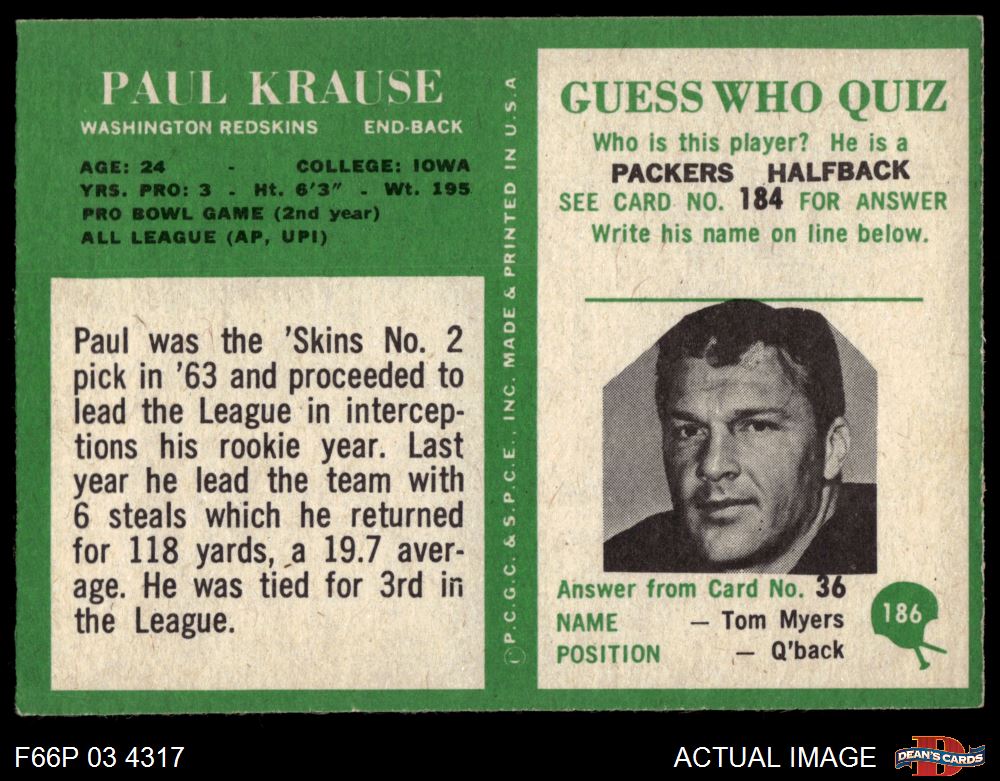 PAUL KRAUSE
WASHINGTON REDSKINS END-BACK
AGE: 24 - COLLEGE: IOWA
YRS. PRO: 3 - Ht. 6'3" - Wt. 195
PRO BOWL GAME (2nd year)
ALL LEAGUE (AP, UPI)
Paul was the 'Skins No. 2
pick in '63 and proceeded to
lead the League in intercep-
tions his rookie year. Last
year he lead the team with
6 steals which he returned
for 118 yards, a 19.7 aver-
age. He was tied for 3rd in
the League.
Ⓒ P.C.G.C. & S.P.C.E., INC. MADE & PRINTED IN U.S.A
GUESS WHO QUIZ
Who is this player? He is a
PACKERS HALFBACK
SEE CARD NO. 184 FOR ANSWER
Write his name on line below.
Answer from Card No. 36
NAME — Tom Myers
POSITION — Q'back
186
F66P 03 4317
ACTUAL IMAGE
D
DEAN'S CARDS